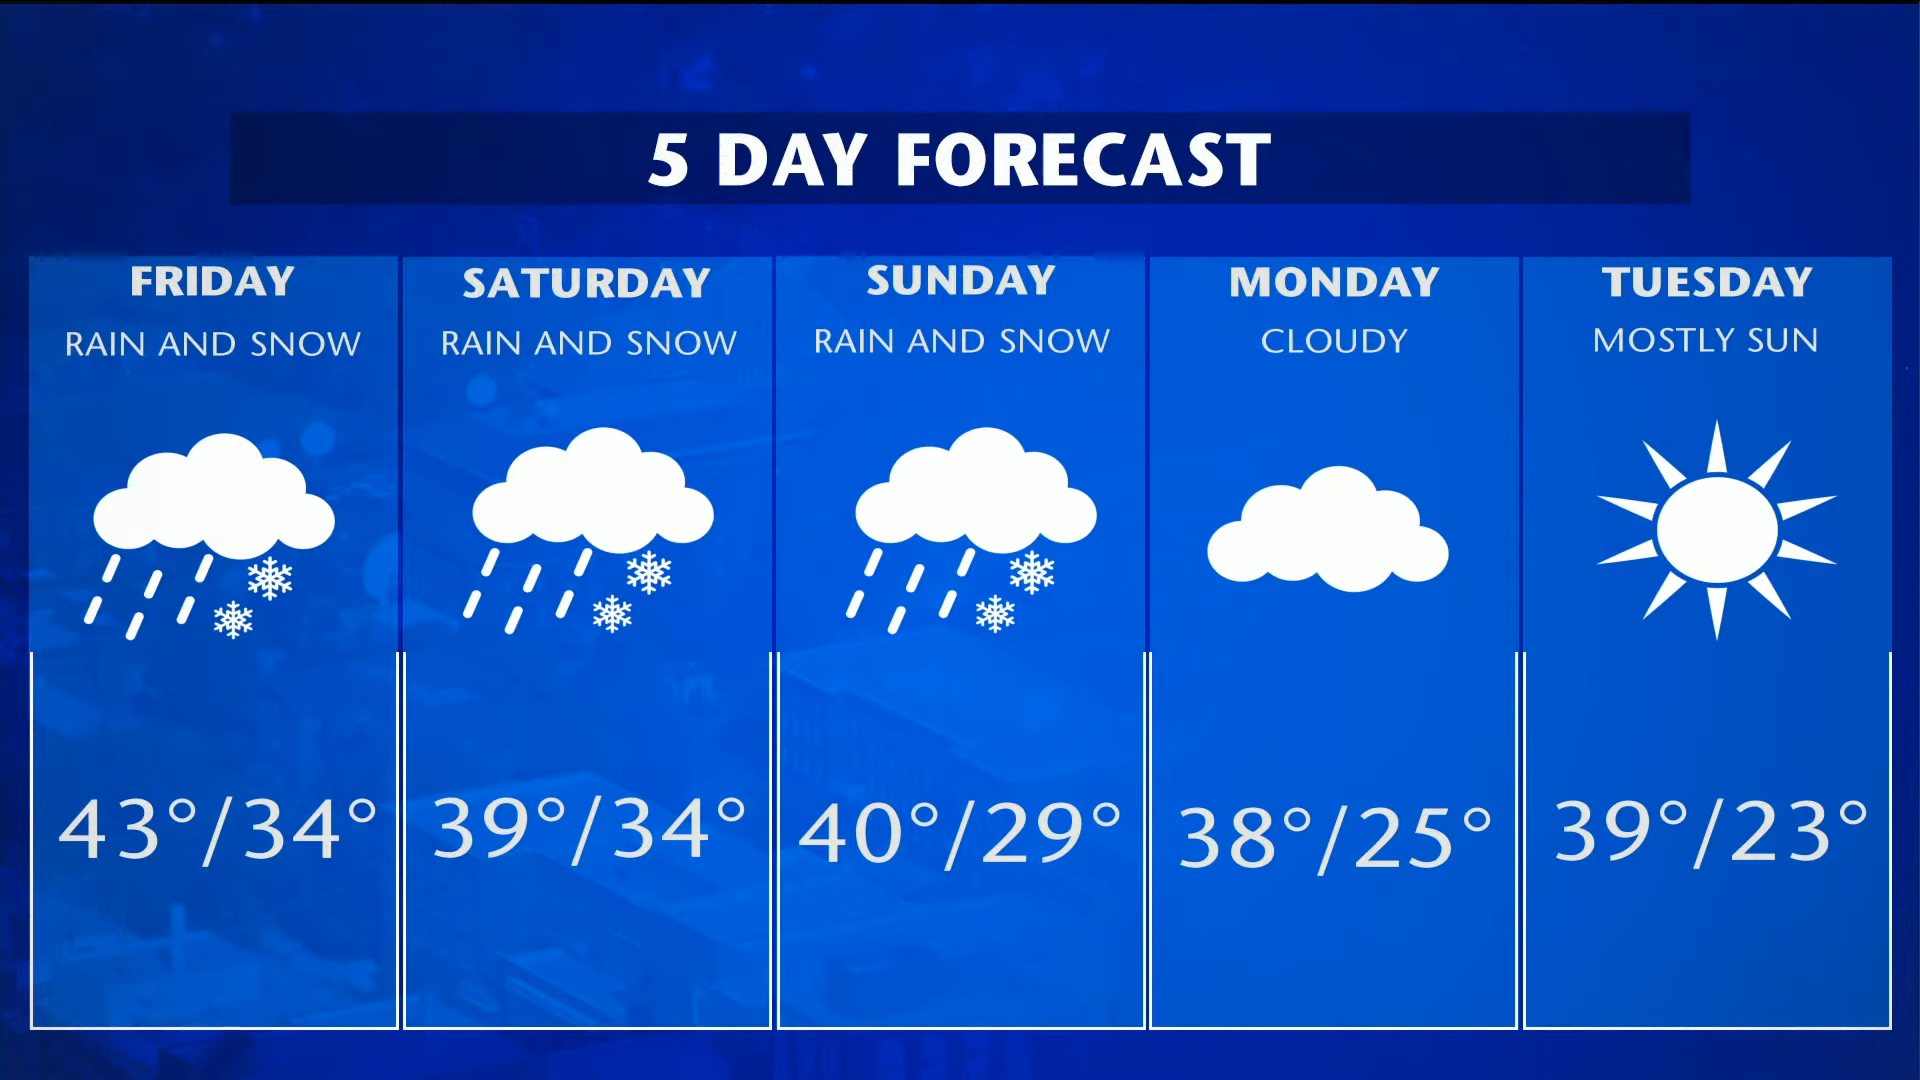 5 DAY FORECAST
FRIDAY
RAIN AND SNOW
43°/34°
SATURDAY
RAIN AND SNOW
39°/34°
SUNDAY
RAIN AND SNOW
40°/29°
MONDAY
CLOUDY
38°/25°
TUESDAY
MOSTLY SUN
39°/23°